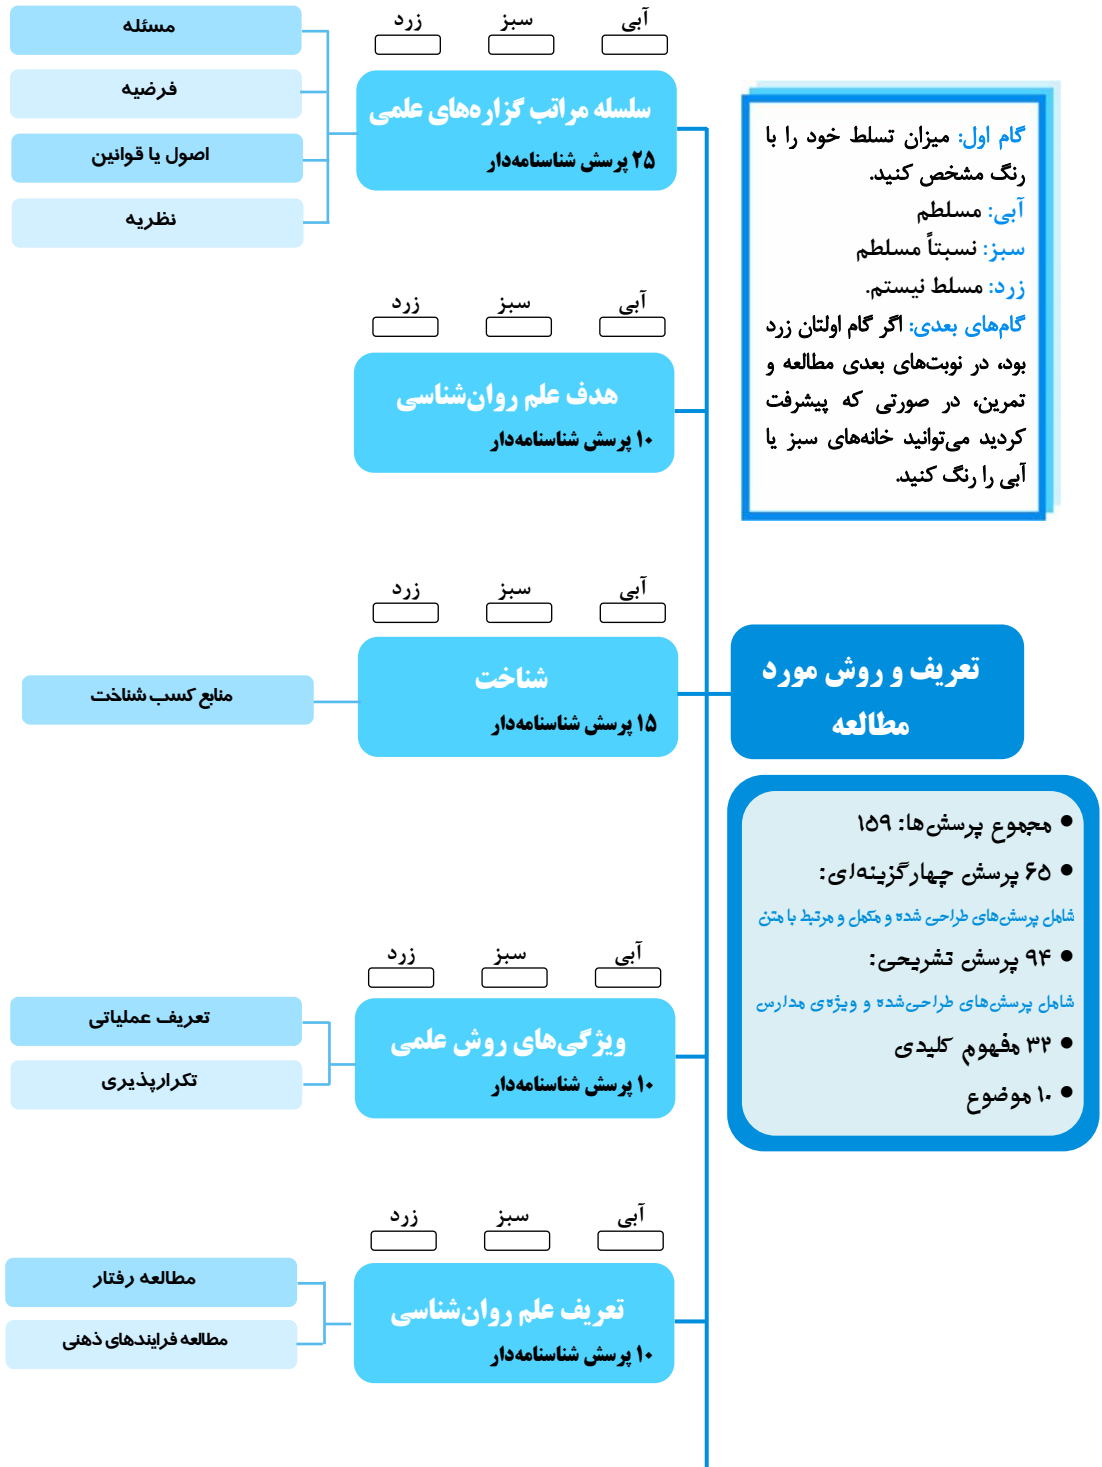 گام اول: میزان تسلط خود را با
رنگ مشخص کنید.
آبی: مسلطم
سبز: نسبتاً مسلطم
زرد: مسلط نیستم.
گام‌های بعدی: اگر گام اولتان زرد
بود، در نوبت‌های بعدی مطالعه و
تمرین، در صورتی که پیشرفت
کردید می‌توانید خانه‌های سبز یا
آبی را رنگ کنید.
تعریف و روش مورد
مطالعه
• مجموع پرسش‌ها: ۱۵۹
• ۶۵ پرسش چهارگزینه‌ای:
شامل پرسش‌های طراحی شده و مکمل و مرتبط با متن
• ۹۴ پرسش تشریحی:
شامل پرسش‌های طراحی‌شده و ویژه‌ی مدارس
• ۳۲ مفهوم کلیدی
• ۱۰ موضوع
آبی سبز زرد
سلسله مراتب گزاره‌های علمی
۲۵ پرسش شناسنامه‌دار
مسئله
فرضیه
اصول یا قوانین
نظریه
آبی سبز زرد
هدف علم روان‌شناسی
۱۰ پرسش شناسنامه‌دار
آبی سبز زرد
شناخت
۱۵ پرسش شناسنامه‌دار
منابع کسب شناخت
آبی سبز زرد
ویژگی‌های روش علمی
۱۰ پرسش شناسنامه‌دار
تعریف عملیاتی
تکرارپذیری
آبی سبز زرد
تعریف علم روان‌شناسی
۱۰ پرسش شناسنامه‌دار
مطالعه رفتار
مطالعه فرایندهای ذهنی